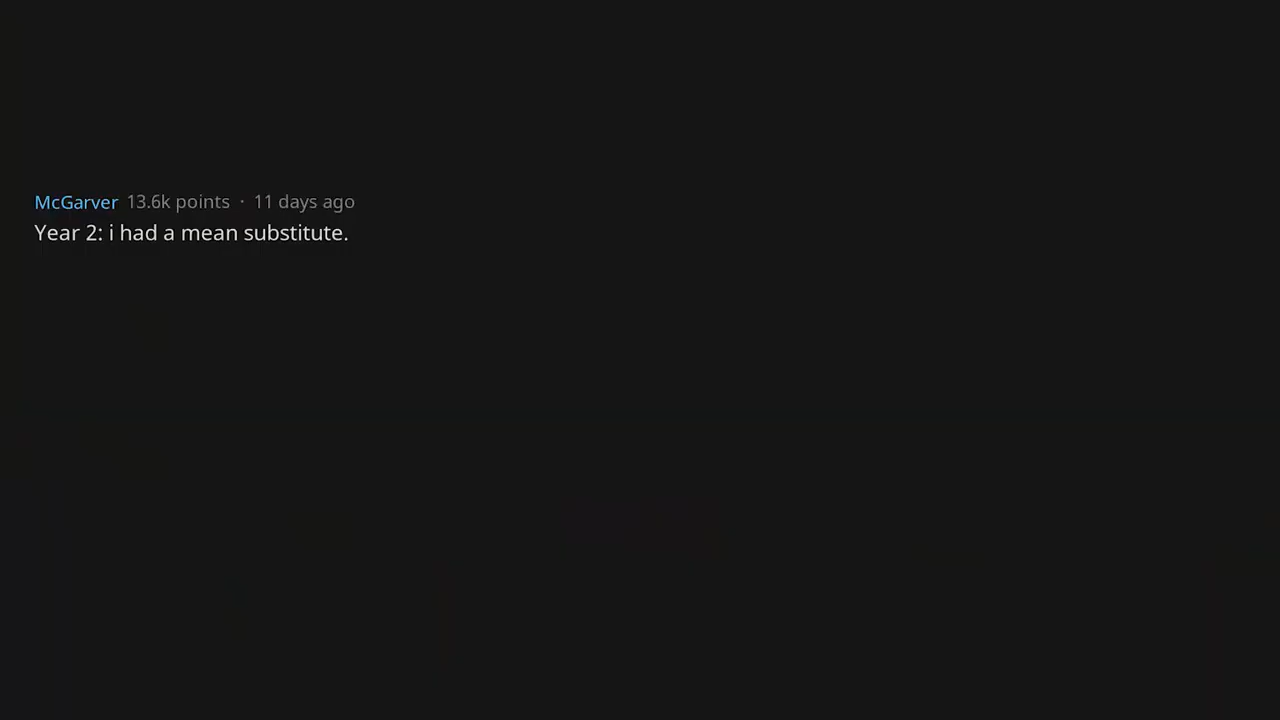 McGarver 13.6k points · 11 days ago
Year 2: i had a mean substitute.